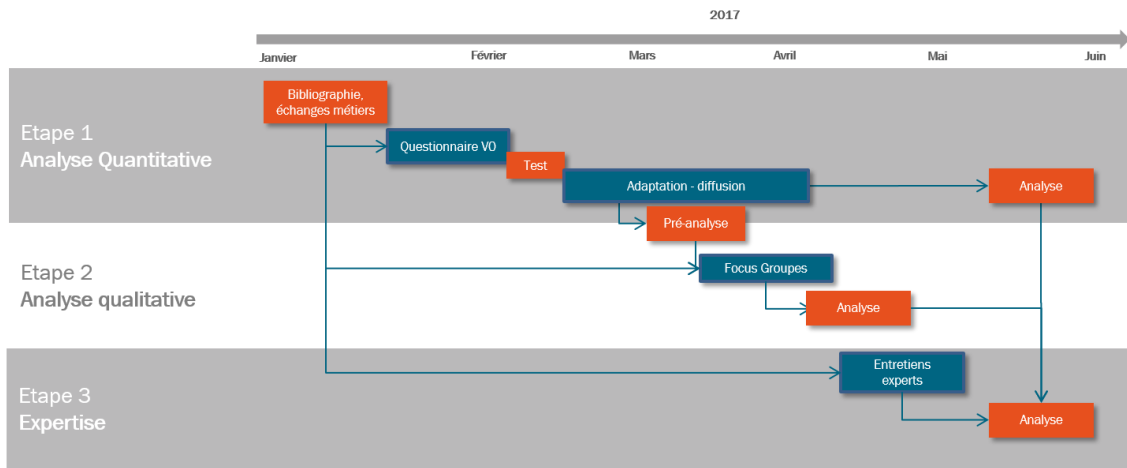 2017
Janvier
Février
Mars
Avril
Mai
Juin
Etape 1
Analyse Quantitative
Bibliographie,
échanges métiers
Questionnaire V0
Test
Adaptation - diffusion
Analyse
Pré-analyse
Etape 2
Analyse qualitative
Focus Groupes
Analyse
Etape 3
Expertise
Entretiens
experts
Analyse